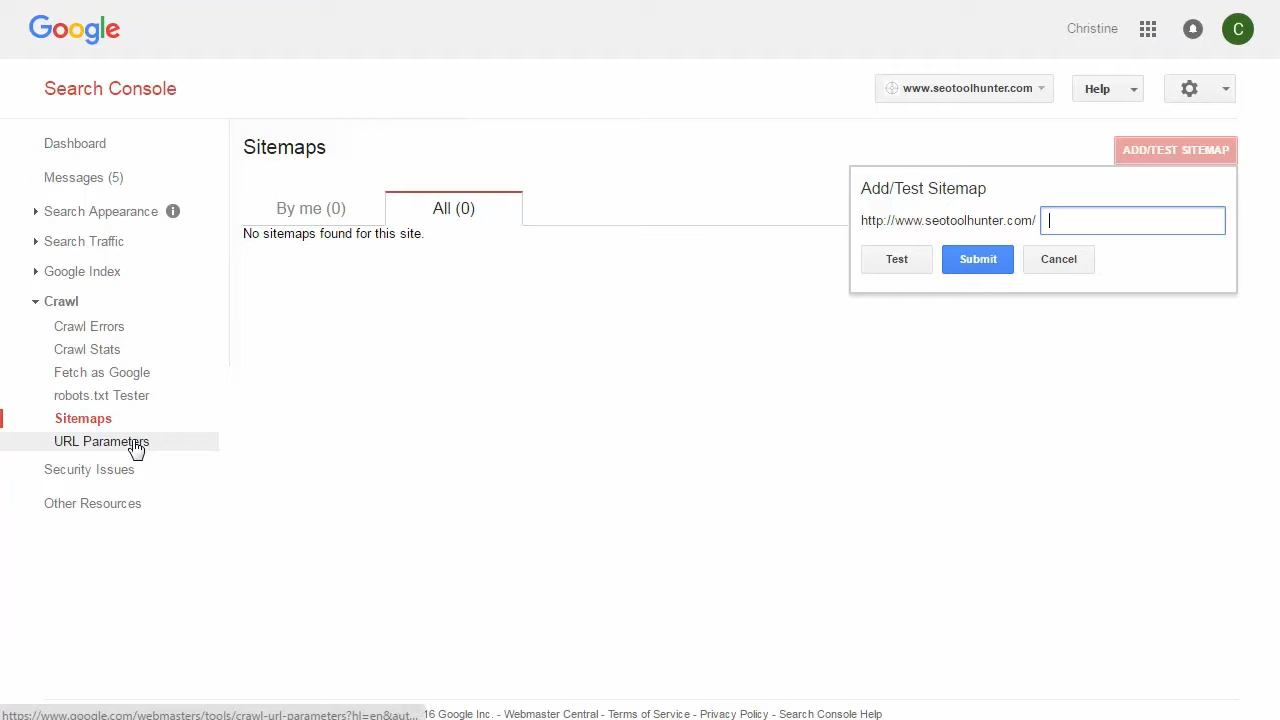 Google
Christine
C
Search Console
www.seotoolhunter.com
Help
Dashboard
Messages (5)
Search Appearance
i
Search Traffic
Google Index
Crawl
Crawl Errors
Crawl Stats
Fetch as Google
robots.txt Tester
Sitemaps
URL Parameters
Security Issues
Other Resources
Sitemaps
ADD/TEST SITEMAP
By me (0)
All (0)
No sitemaps found for this site.
Add/Test Sitemap
http://www.seotoolhunter.com/
Test
Submit
Cancel
https://www.google.com/webmasters/tools/crawl-url-parameters?hl=en&aut...
16 Google Inc. - Webmaster Central - Terms of Service - Privacy Policy - Search Console Help